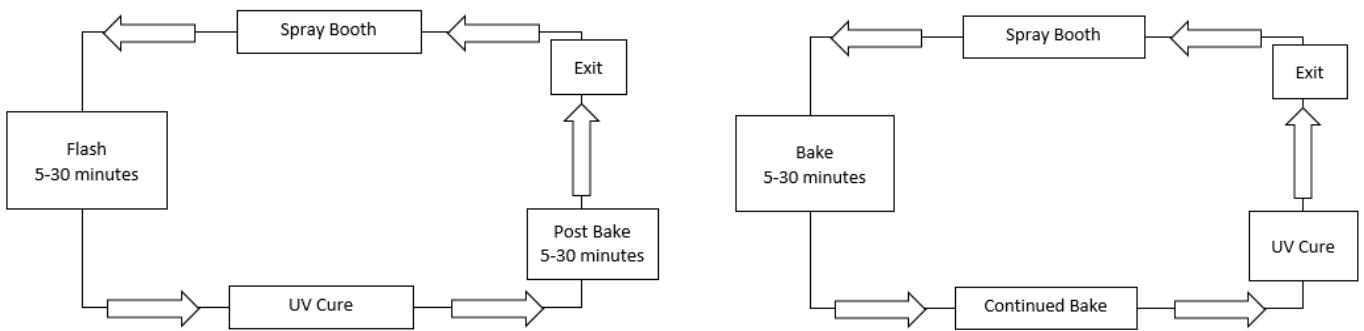 Spray Booth
Exit
Flash
5-30 minutes
Post Bake
5-30 minutes
UV Cure
Spray Booth
Exit
Bake
5-30 minutes
UV Cure
Continued Bake